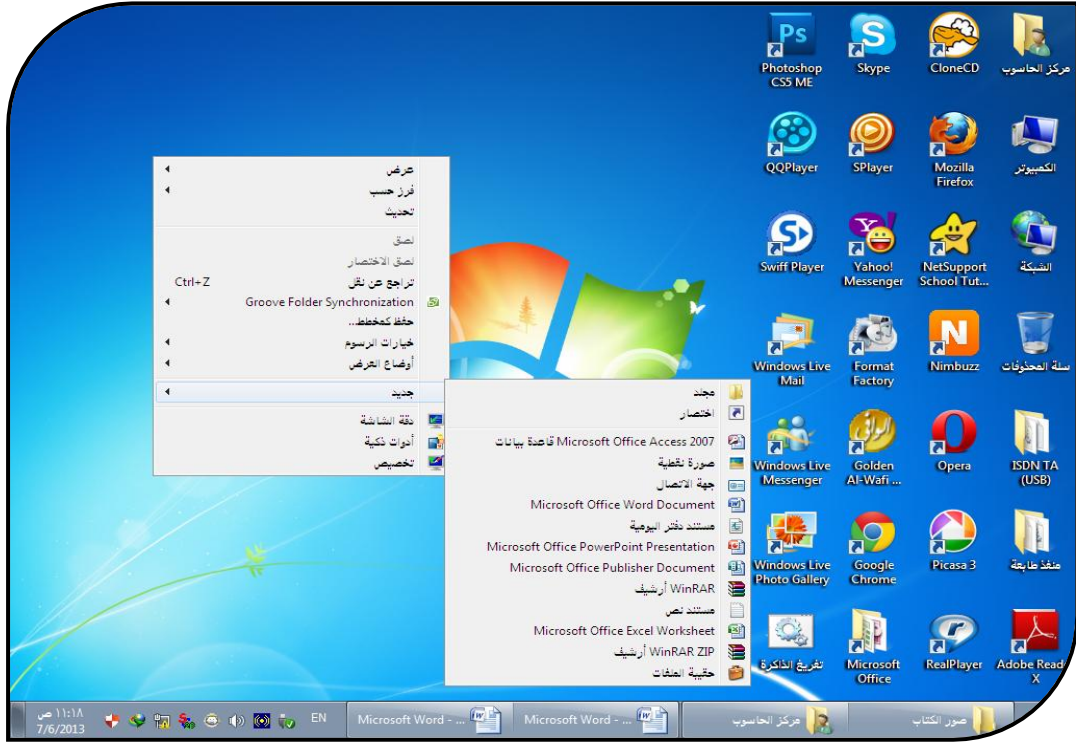 مركز الحاسوب
CloneCD
Skype
Photoshop
CS5 ME
الكمبيوتر
Mozilla
Firefox
SPlayer
QQPlayer
الشبكة
NetSupport
School Tut...
Yahoo!
Messenger
Swiff Player
سلة المحذوفات
Nimbuzz
Format
Factory
Windows Live
Mail
ISDN TA
(USB)
Opera
Golden
Al-Wafi ...
Windows Live
Messenger
منفذ طابعة
Picasa 3
Google
Chrome
Windows Live
Photo Gallery
Adobe Read
X
RealPlayer
Microsoft
Office
تفريغ الذاكرة
عرض
فرز حسب
تحديث
لصق
لصق الاختصار
تراجع عن نقل Ctrl+Z
Groove Folder Synchronization
حفظ كمخطط...
خيارات الرسوم
أوضاع العرض
جديد
دقة الشاشة
أدوات ذكية
تخصيص
مجلد
اختصار
Microsoft Office Access 2007 قاعدة بيانات
صورة نقطية
جهة الاتصال
Microsoft Office Word Document
مستند دفتر اليومية
Microsoft Office PowerPoint Presentation
Microsoft Office Publisher Document
WinRAR أرشيف
مستند نص
Microsoft Office Excel Worksheet
WinRAR ZIP أرشيف
حقيبة الملفات
صور الكتاب
مركز الحاسوب
Microsoft Word - ...
Microsoft Word - ...
EN
١١:١٨ ص
7/6/2013